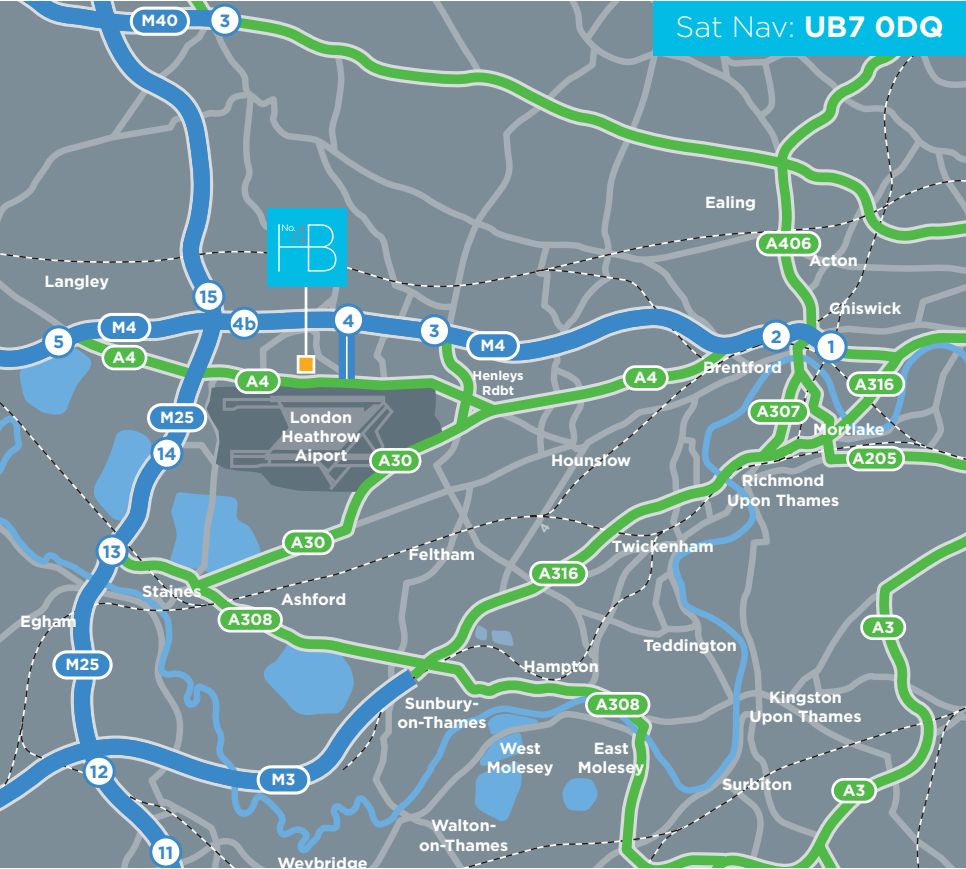 M40
3
Sat Nav: UB7 0DQ
Ealing
No.
HB
A406
Acton
Langley
15
Chiswick
M4
4b
4
3
2
1
5
M4
A4
A4
Henleys
Rdbt
A4
Brentford
A316
M25
London
Heathrow
Aiport
A307
Mortlake
14
A30
Hounslow
A205
Richmond
Upon Thames
A30
13
Feltham
Twickenham
A316
Staines
Ashford
Egham
A308
A3
Teddington
M25
Hampton
Sunbury-
on-Thames
A308
Kingston
Upon Thames
West
Molesey
East
Molesey
12
M3
Surbiton
A3
Walton-
on-Thames
11
Weybridge